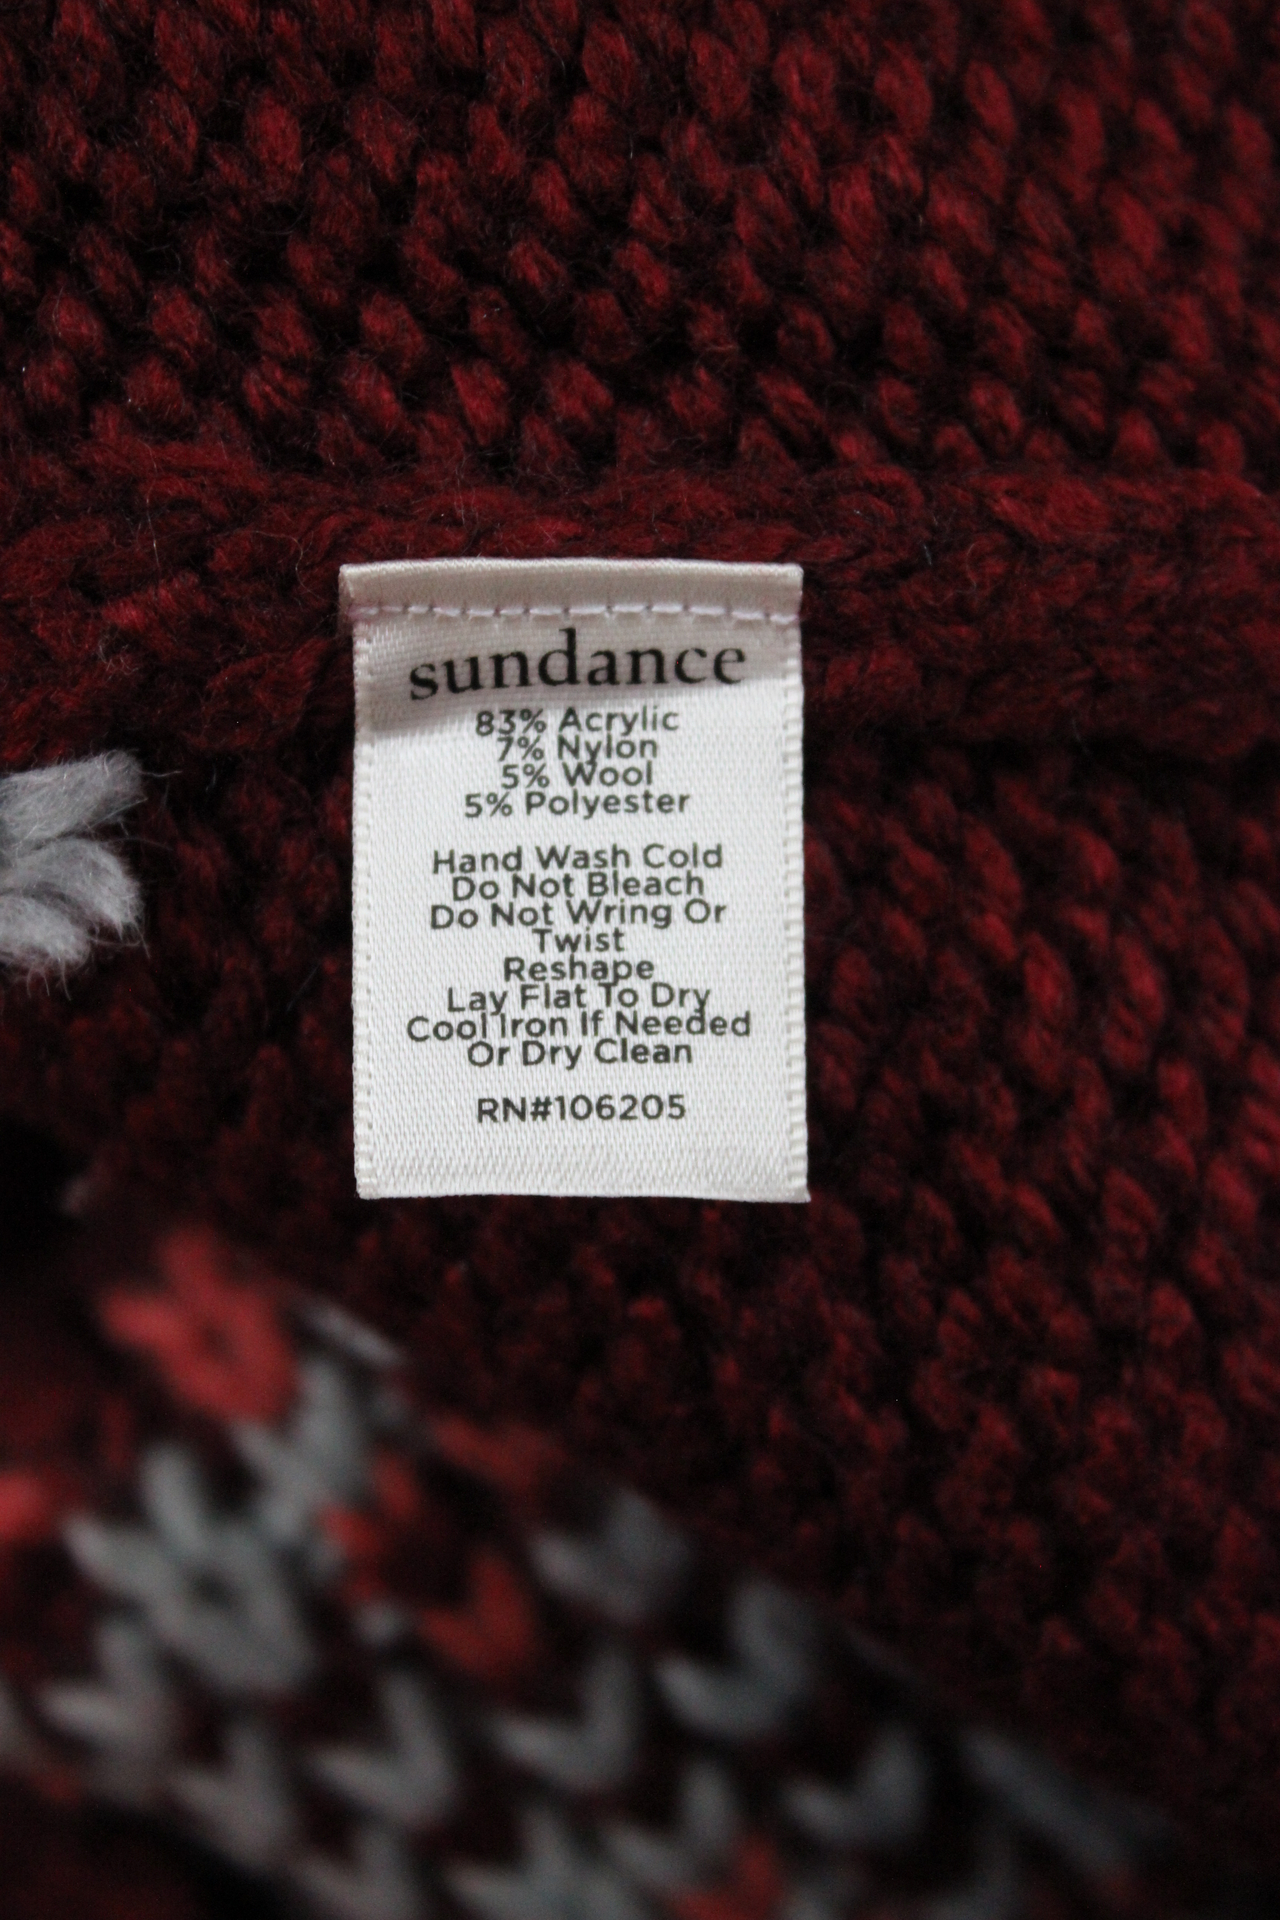 sundance
83% Acrylic
7% Nylon
5% Wool
5% Polyester
Hand Wash Cold
Do Not Bleach
Do Not Wring Or
Twist
Reshape
Lay Flat To Dry
Cool Iron If Needed
Or Dry Clean
RN#106205